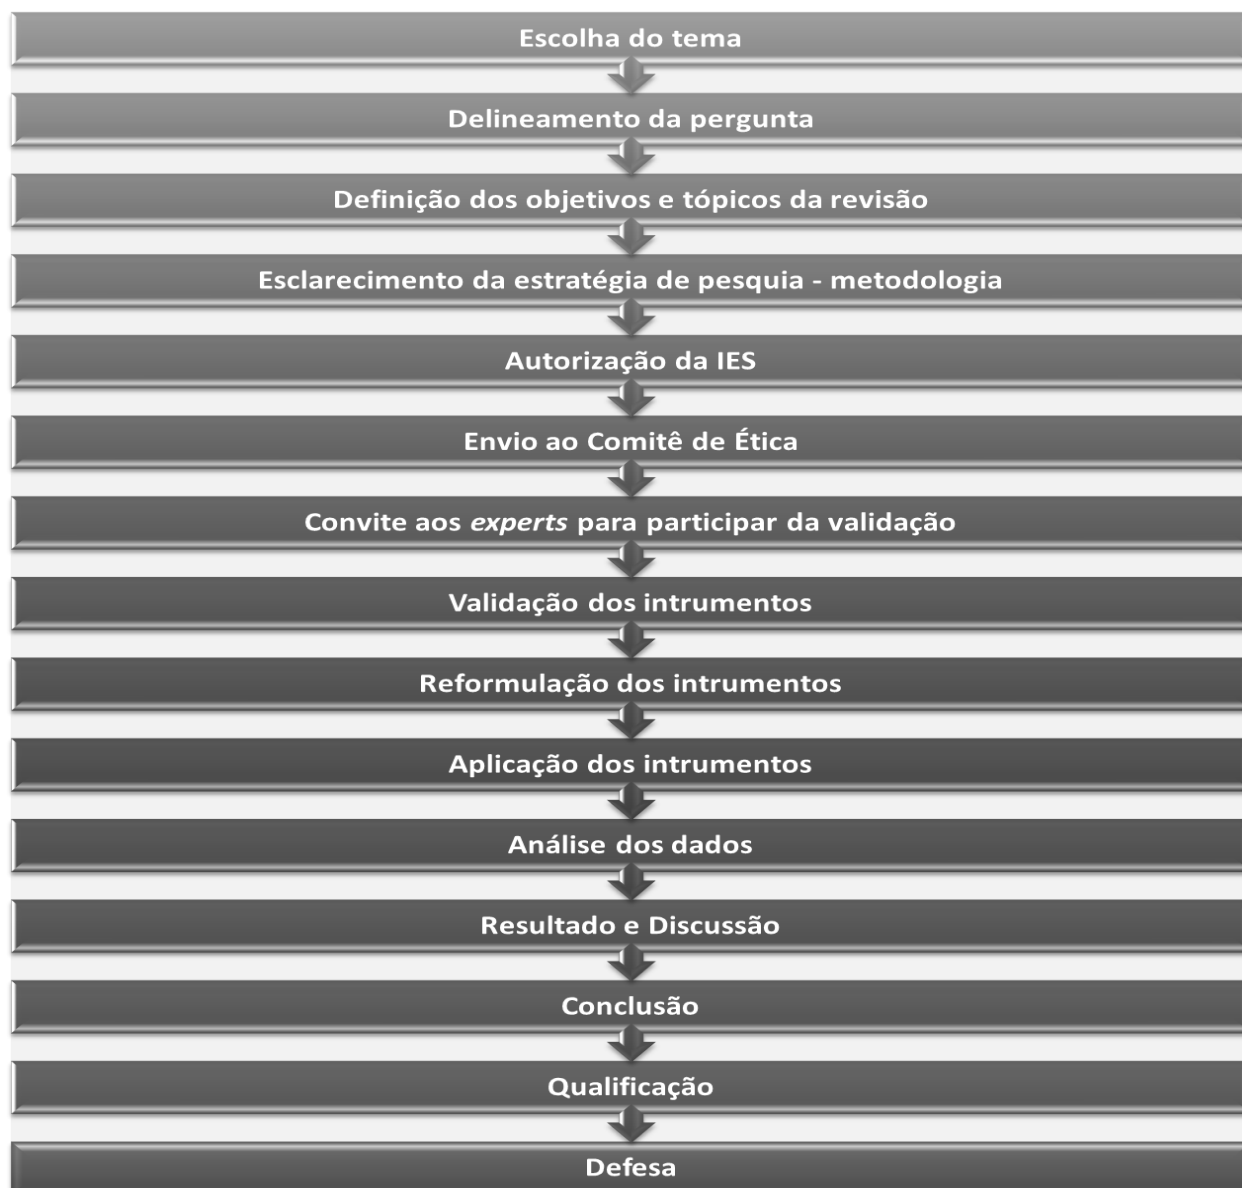 Escolha do tema
Delineamento da pergunta
Definição dos objetivos e tópicos da revisão
Esclarecimento da estratégia de pesquia - metodologia
Autorização da IES
Envio ao Comitê de Ética
Convite aos experts para participar da validação
Validação dos intrumentos
Reformulação dos intrumentos
Aplicação dos intrumentos
Análise dos dados
Resultado e Discussão
Conclusão
Qualificação
Defesa